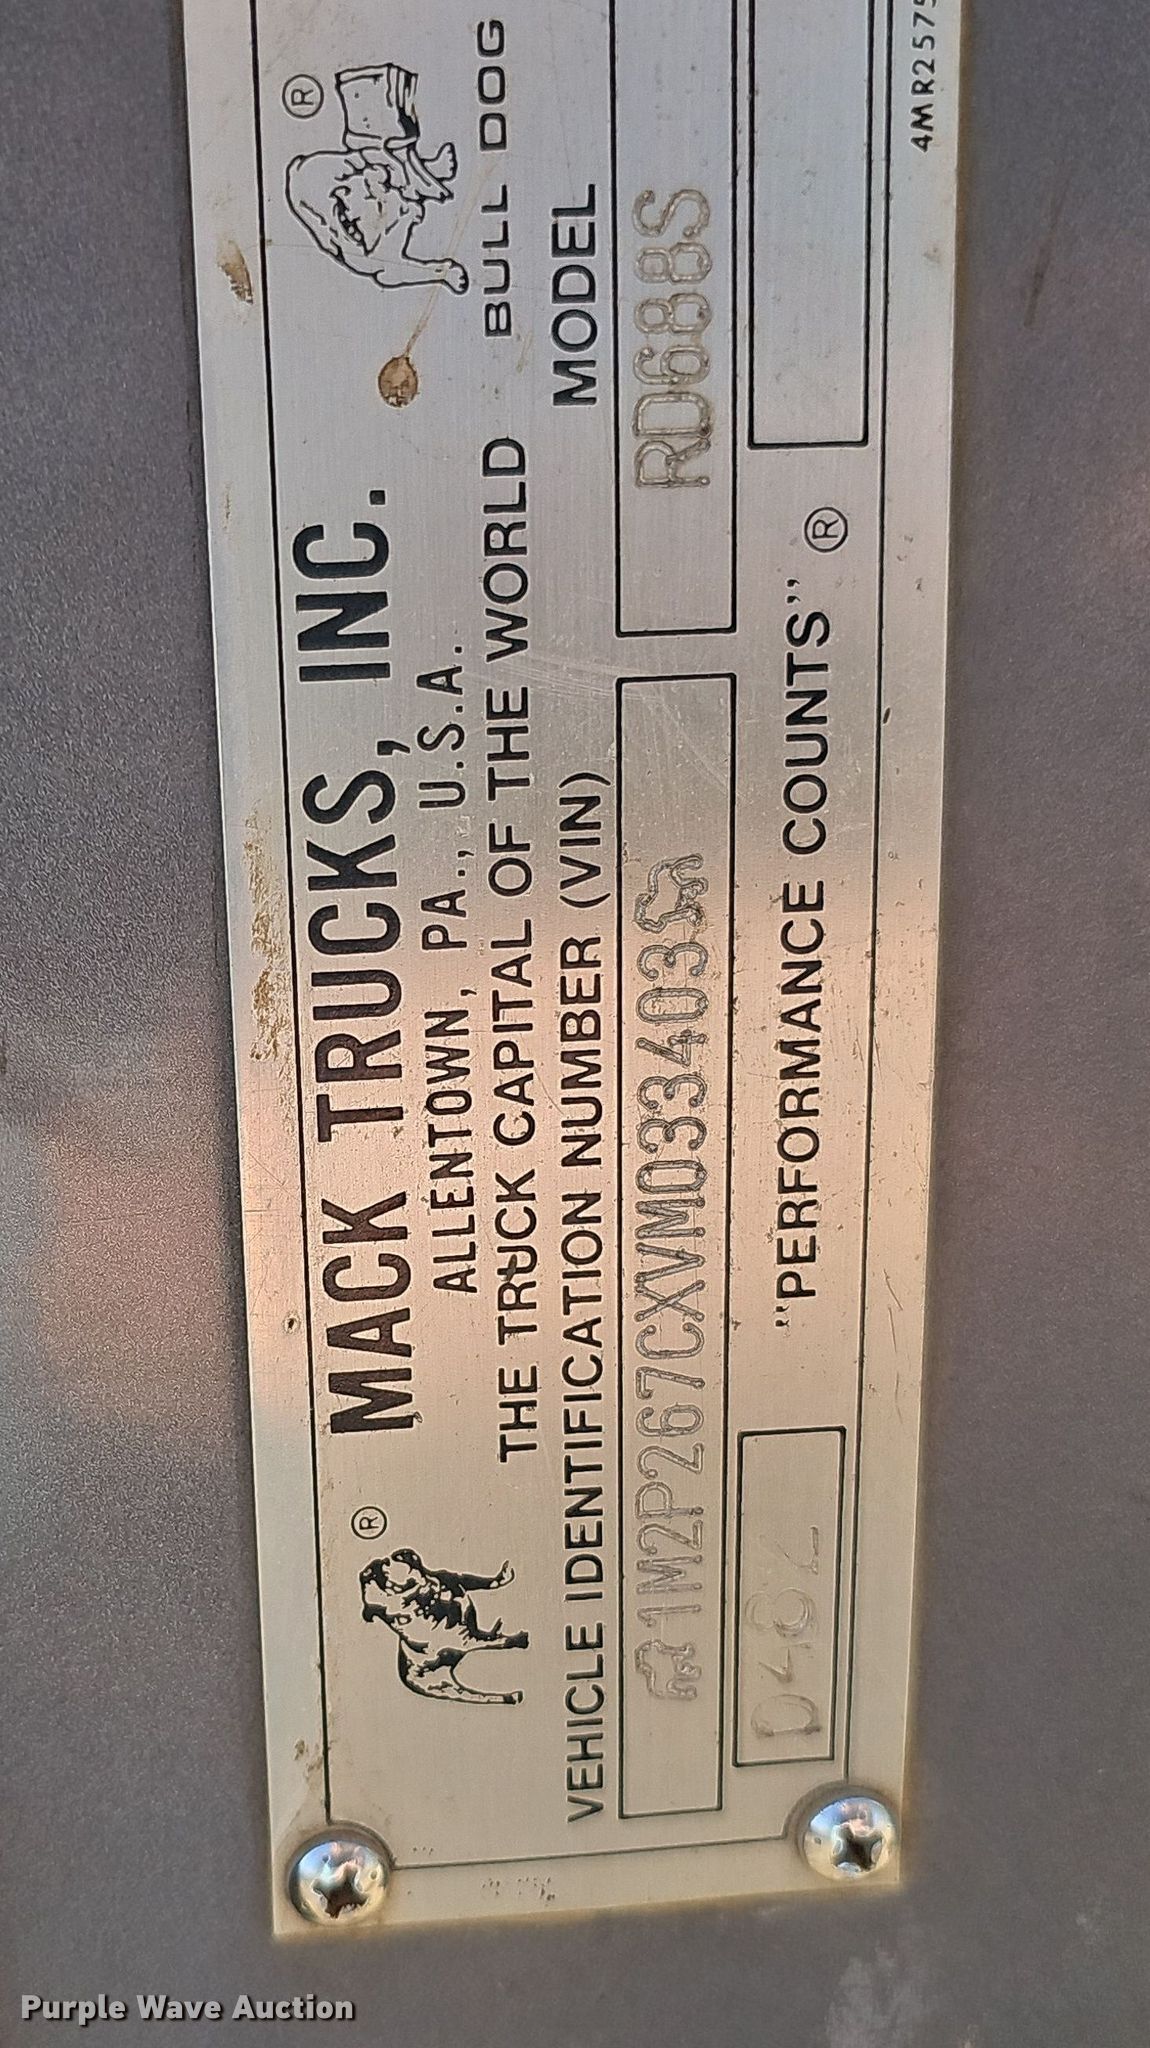 MACK TRUCKS, INC. ®
® ALLENTOWN, PA., U.S.A.
THE TRUCK CAPITAL OF THE WORLD BULL DOG
VEHICLE IDENTIFICATION NUMBER (VIN) MODEL
1M2P267CXVM033403 RD688S
"PERFORMANCE COUNTS" ®
4MR2575
Purple Wave Auction